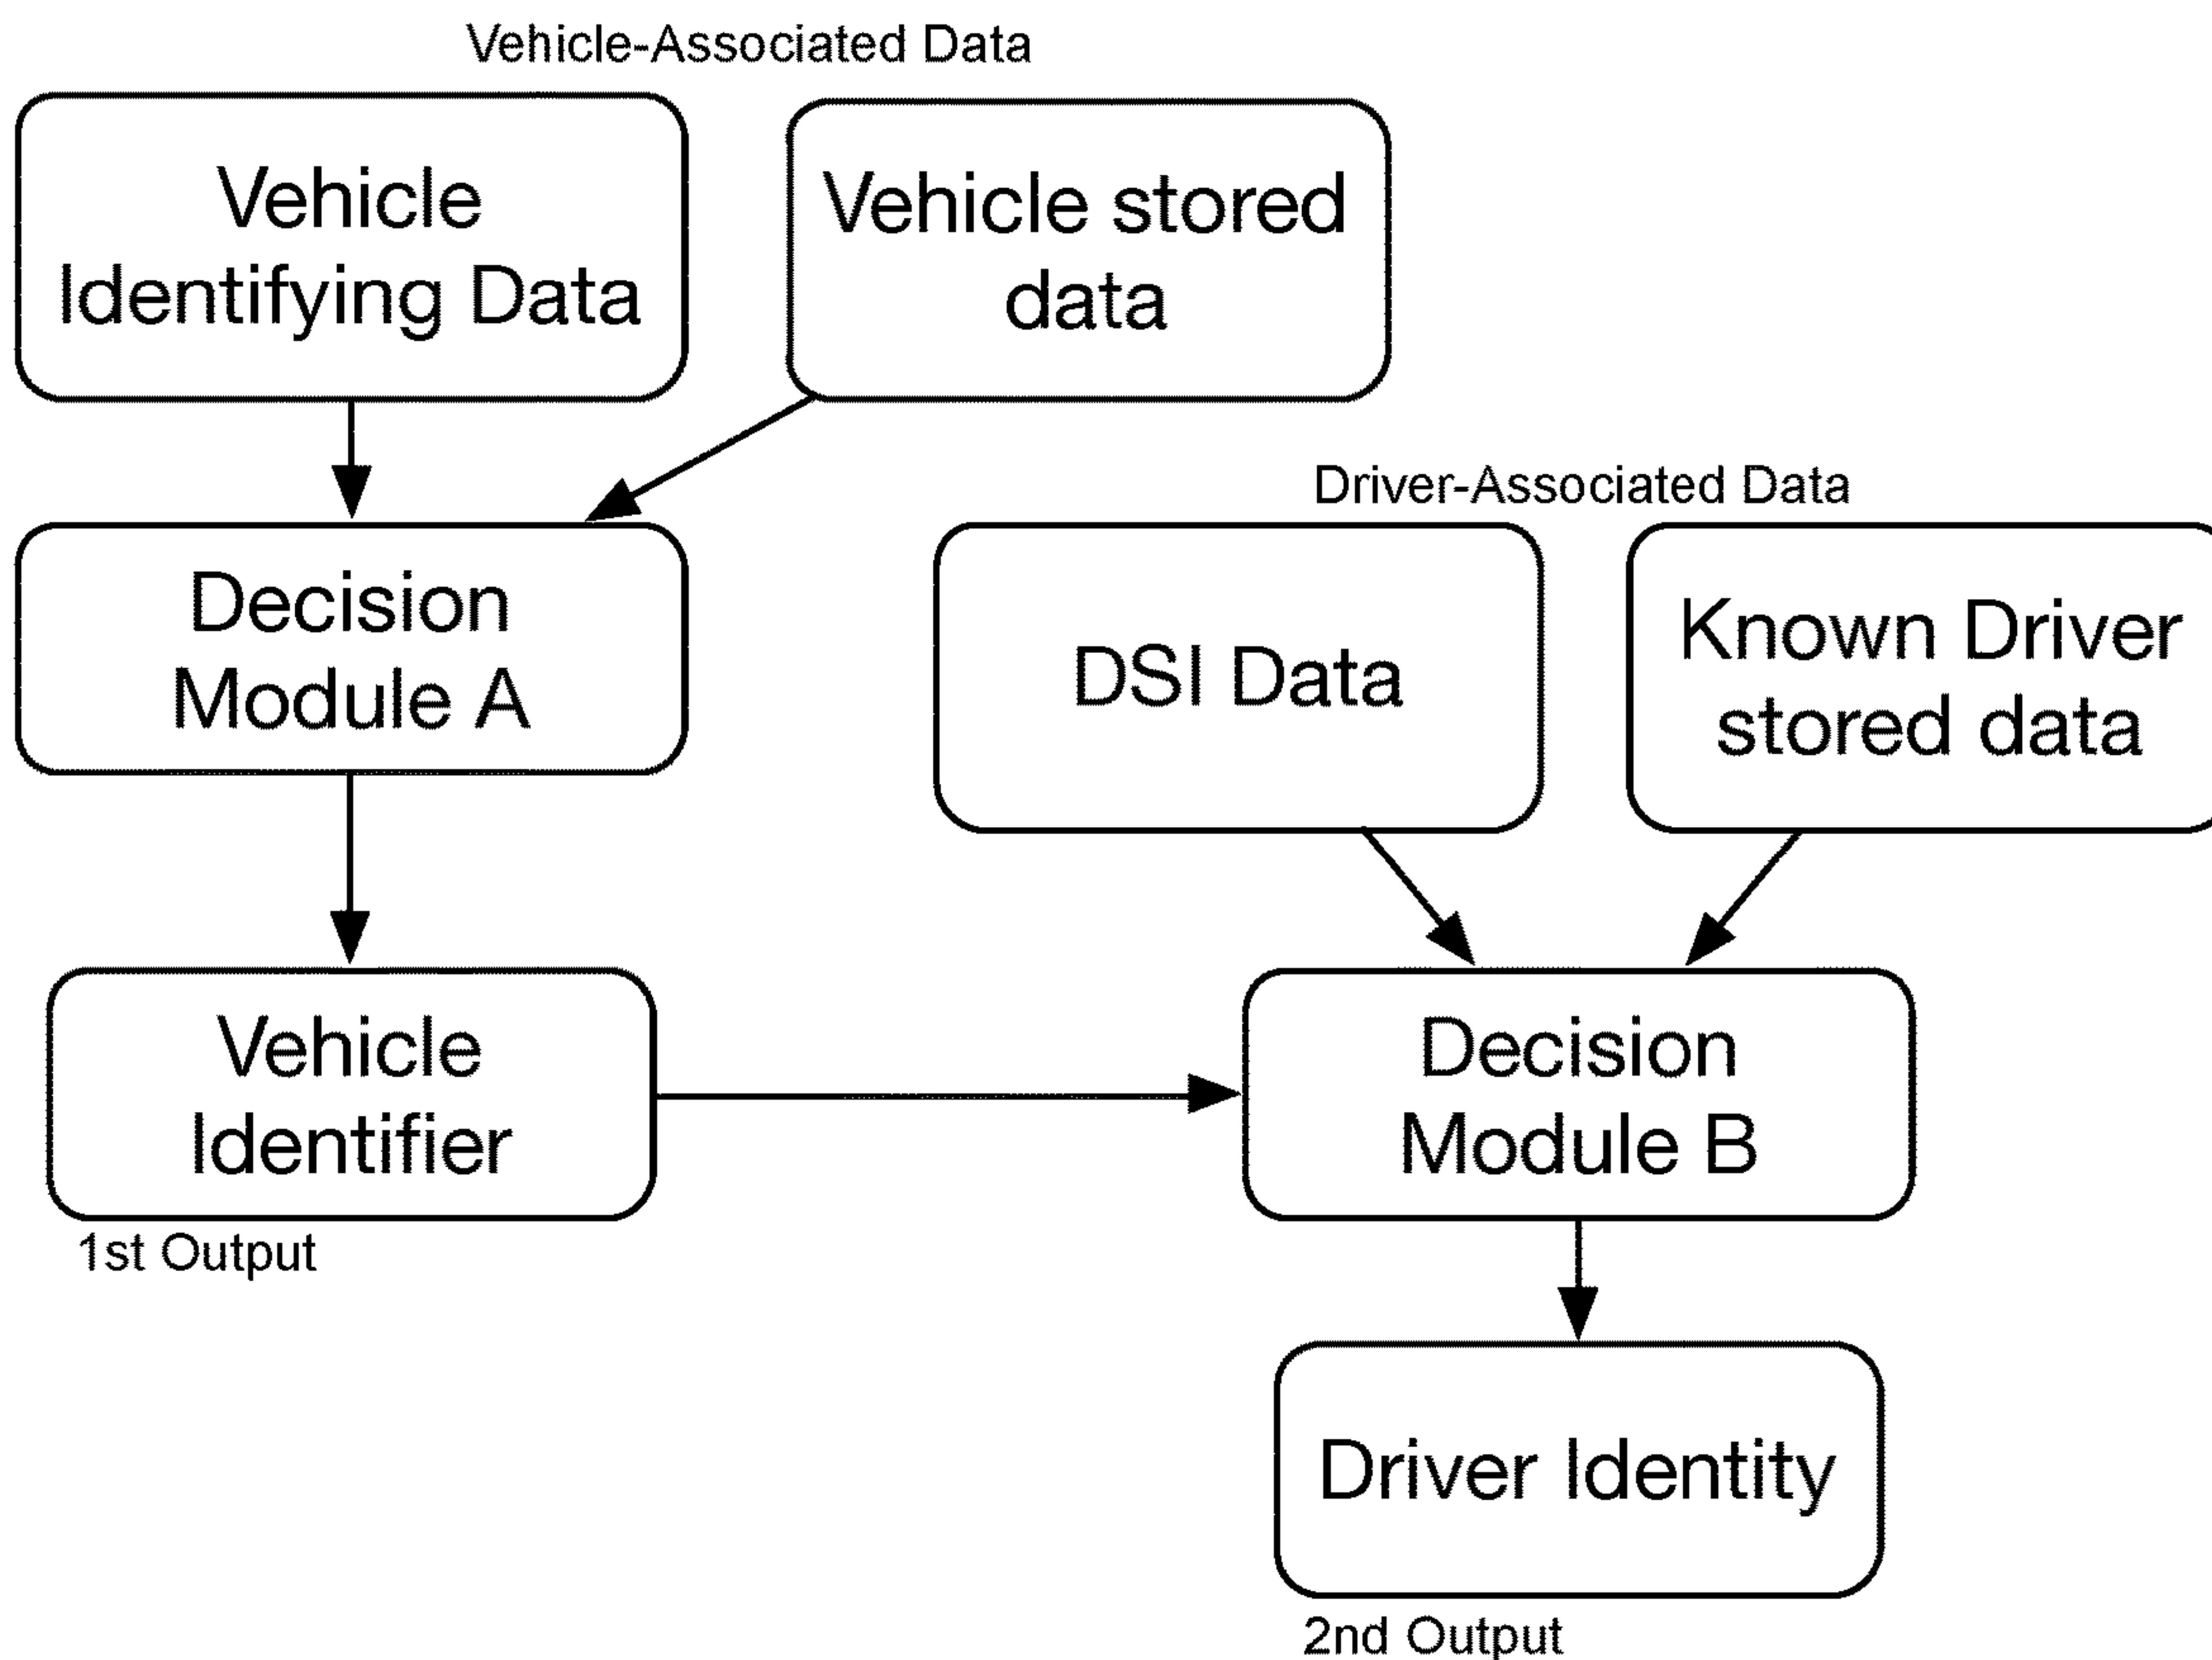 Vehicle-Associated Data
Vehicle
Identifying Data
Vehicle stored
data
Decision
Module A
Driver-Associated Data
DSI Data
Known Driver
stored data
Vehicle
Identifier
1st Output
Decision
Module B
Driver Identity
2nd Output